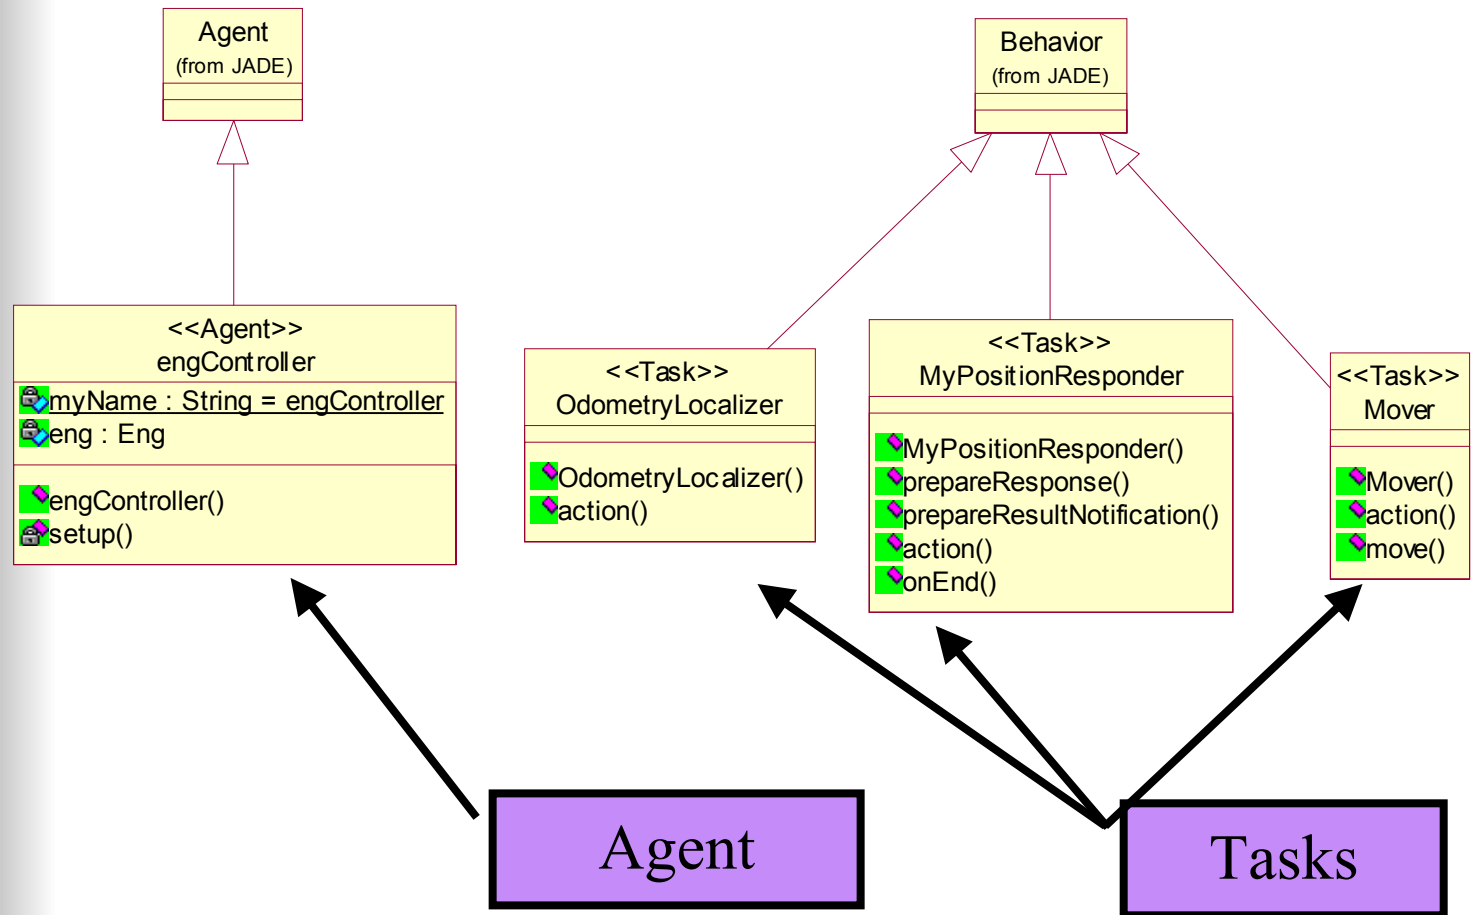 Agent
(from JADE)
Behavior
(from JADE)
<<Agent>>
engController
myName : String = engController
eng : Eng
engController()
setup()
<<Task>>
OdometryLocalizer
OdometryLocalizer()
action()
<<Task>>
MyPositionResponder
MyPositionResponder()
prepareResponse()
prepareResultNotification()
action()
onEnd()
<<Task>>
Mover
Mover()
action()
move()
Agent
Tasks